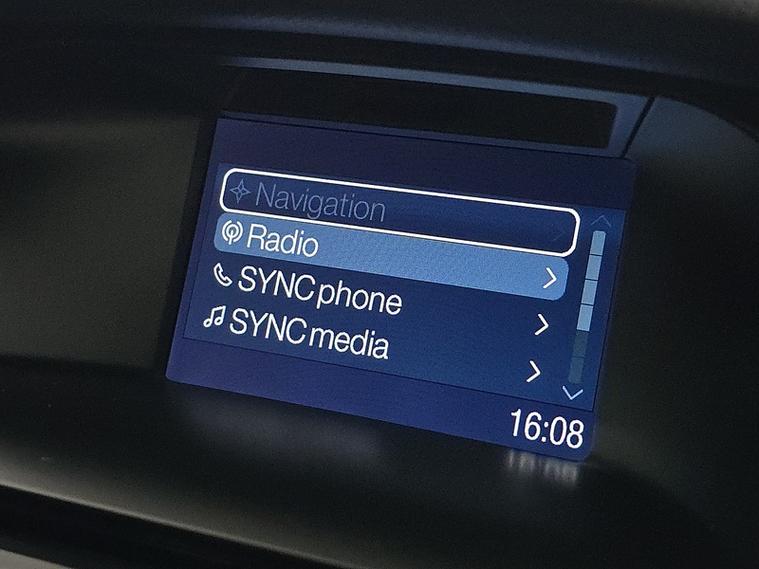 Navigation
Radio
SYNC phone
SYNC media
16:08